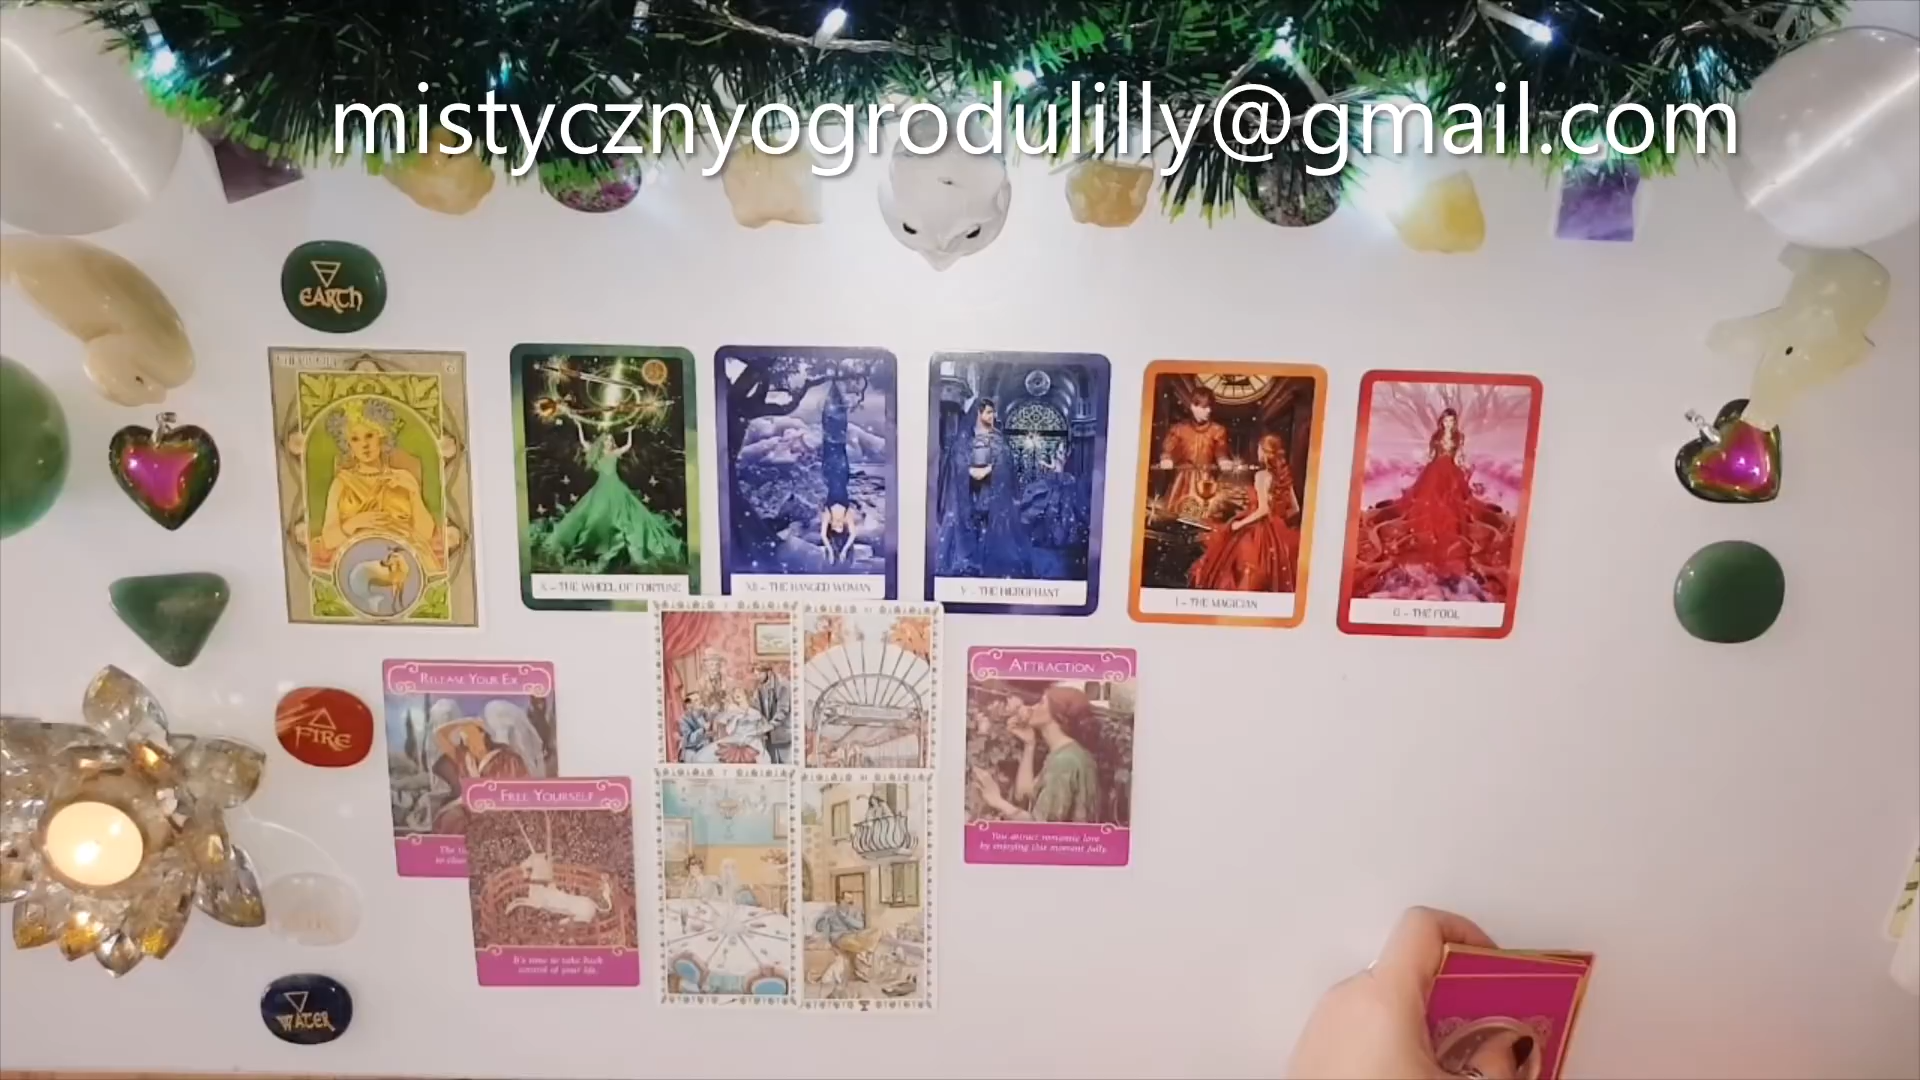 mistycznyogrodulilly@gmail.com
EARTH
X – THE WHEEL OF FORTUNE
XII – THE HANGED WOMAN
V – THE HIEROPHANT
I – THE MAGICIAN
0 – THE FOOL
RELEASE YOUR EX
FIRE
ATTRACTION
FREE YOURSELF
You attract romantic love
by enjoying this moment fully.
It's time to take back
control of your life.
WATER